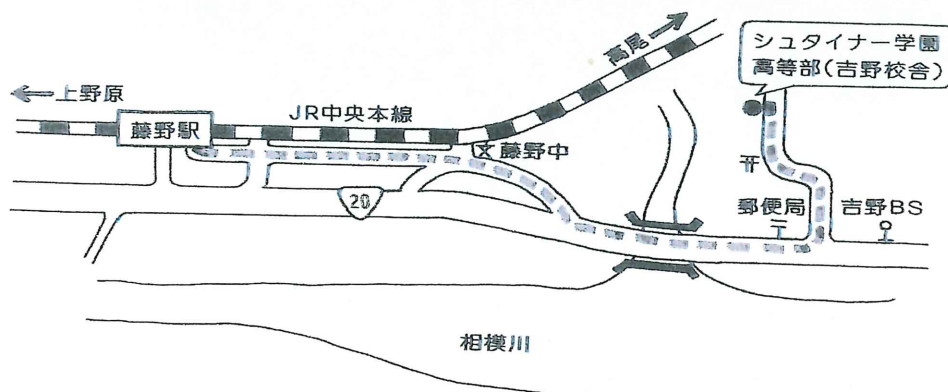 高尾
シュタイナー学園
高等部(吉野校舎)
上野原
JR中央本線
藤野駅
藤野中
20
郵便局
吉野BS
相模川